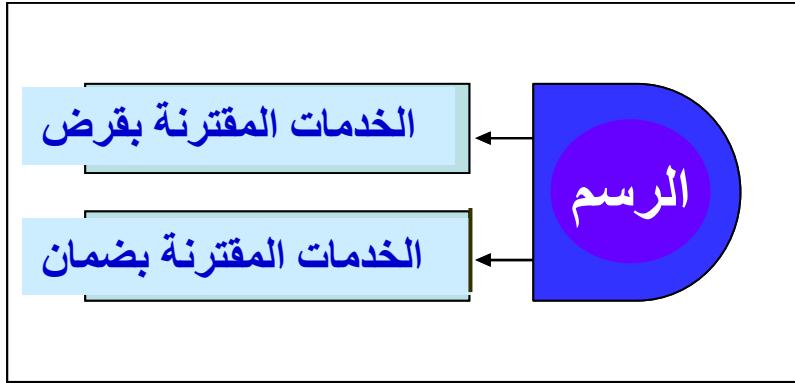 الرسم
الخدمات المقترنة بقرض
الخدمات المقترنة بضمان